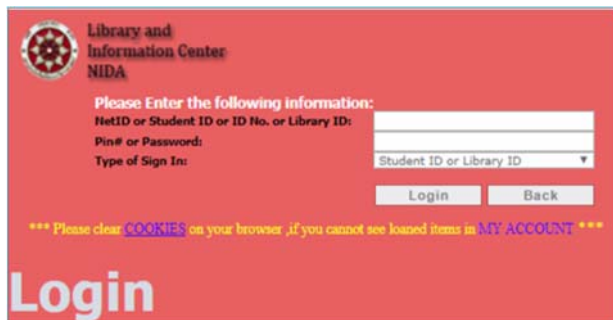 Library and
Information Center
NIDA
Please Enter the following information:
NetID or Student ID or ID No. or Library ID:
Pin# or Password:
Type of Sign In:
Student ID or Library ID
Login Back
*** Please clear COOKIES on your browser ,if you cannot see loaned items in MY ACCOUNT ***
Login